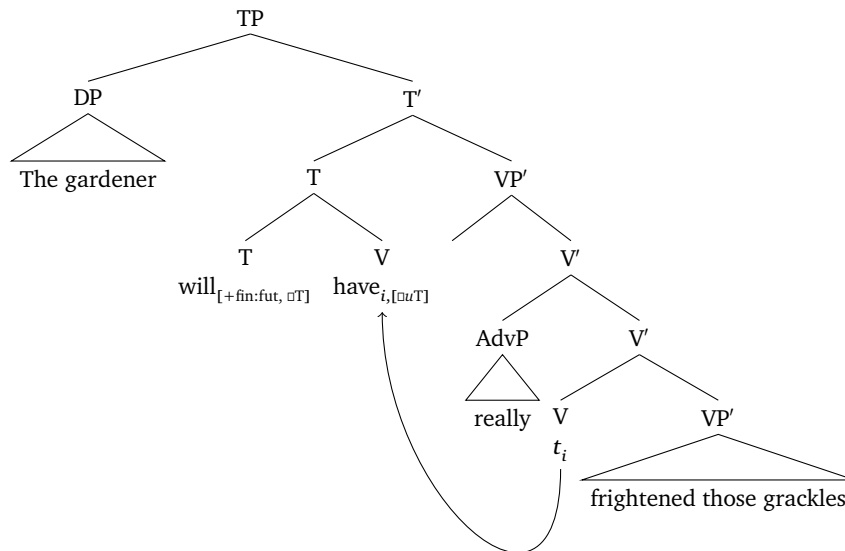 TP
DP T′
The gardener T VP′
T V V′
will[+fin:fut, □T] have i,[□uT]
AdvP V′
really V VP′
t i
frightened those grackles